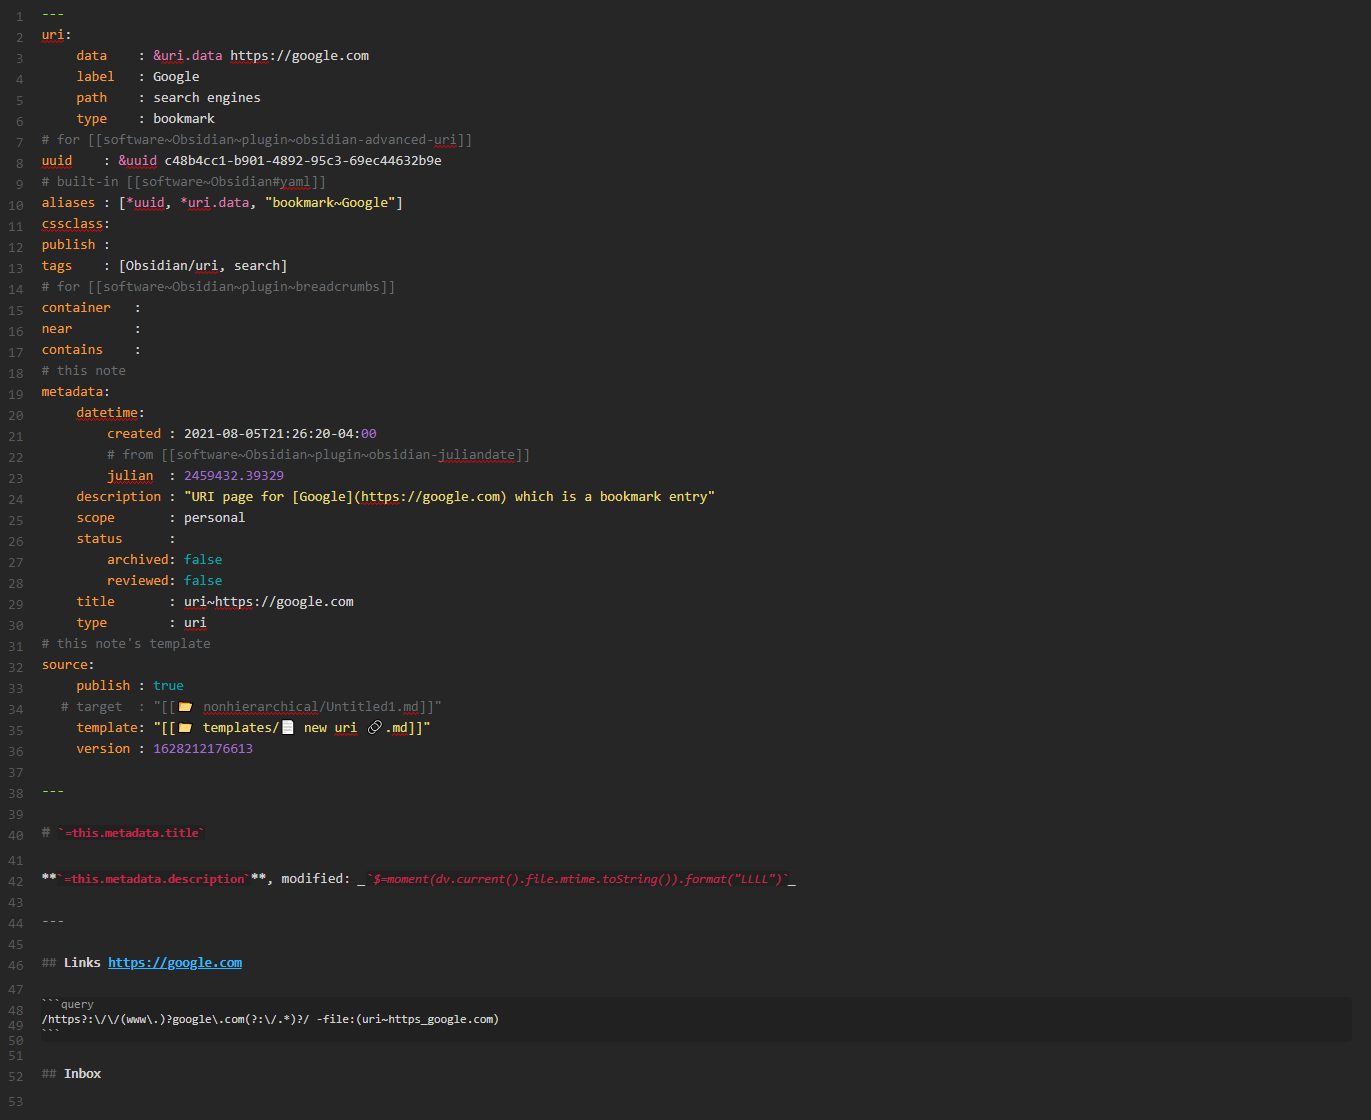 1 ---
2 uri:
3 data : &uri.data https://google.com
4 label : Google
5 path : search engines
6 type : bookmark
7 # for [[software~Obsidian~plugin~obsidian-advanced-uri]]
8 uuid : &uuid c48b4cc1-b901-4892-95c3-69ec44632b9e
9 # built-in [[software~Obsidian#yaml]]
10 aliases : [*uuid, *uri.data, "bookmark~Google"]
11 cssclass:
12 publish :
13 tags : [Obsidian/uri, search]
14 # for [[software~Obsidian~plugin~breadcrumbs]]
15 container :
16 near :
17 contains :
18 # this note
19 metadata:
20 datetime:
21 created : 2021-08-05T21:26:20-04:00
22 # from [[software~Obsidian~plugin~obsidian-juliandate]]
23 julian : 2459432.39329
24 description : "URI page for [Google](https://google.com) which is a bookmark entry"
25 scope : personal
26 status :
27 archived: false
28 reviewed: false
29 title : uri~https://google.com
30 type : uri
31 # this note's template
32 source:
33 publish : true
34 # target : "[[📂 nonhierarchical/Untitled1.md]]"
35 template: "[[📂 templates/📄 new uri 🔗.md]]"
36 version : 1628212176613
37
38 ---
39
40 # `=this.metadata.title`
41
42 **`=this.metadata.description`**, modified: _`$=moment(dv.current().file.mtime.toString()).format("LLLL")`_
43
44 ---
45
46 ## Links https://google.com
47
48 ```query
49 /https?:\/\/(www\.)?google\.com(?:\/.*)?/ -file:(uri~https_google.com)
50 ```
51
52 ## Inbox
53